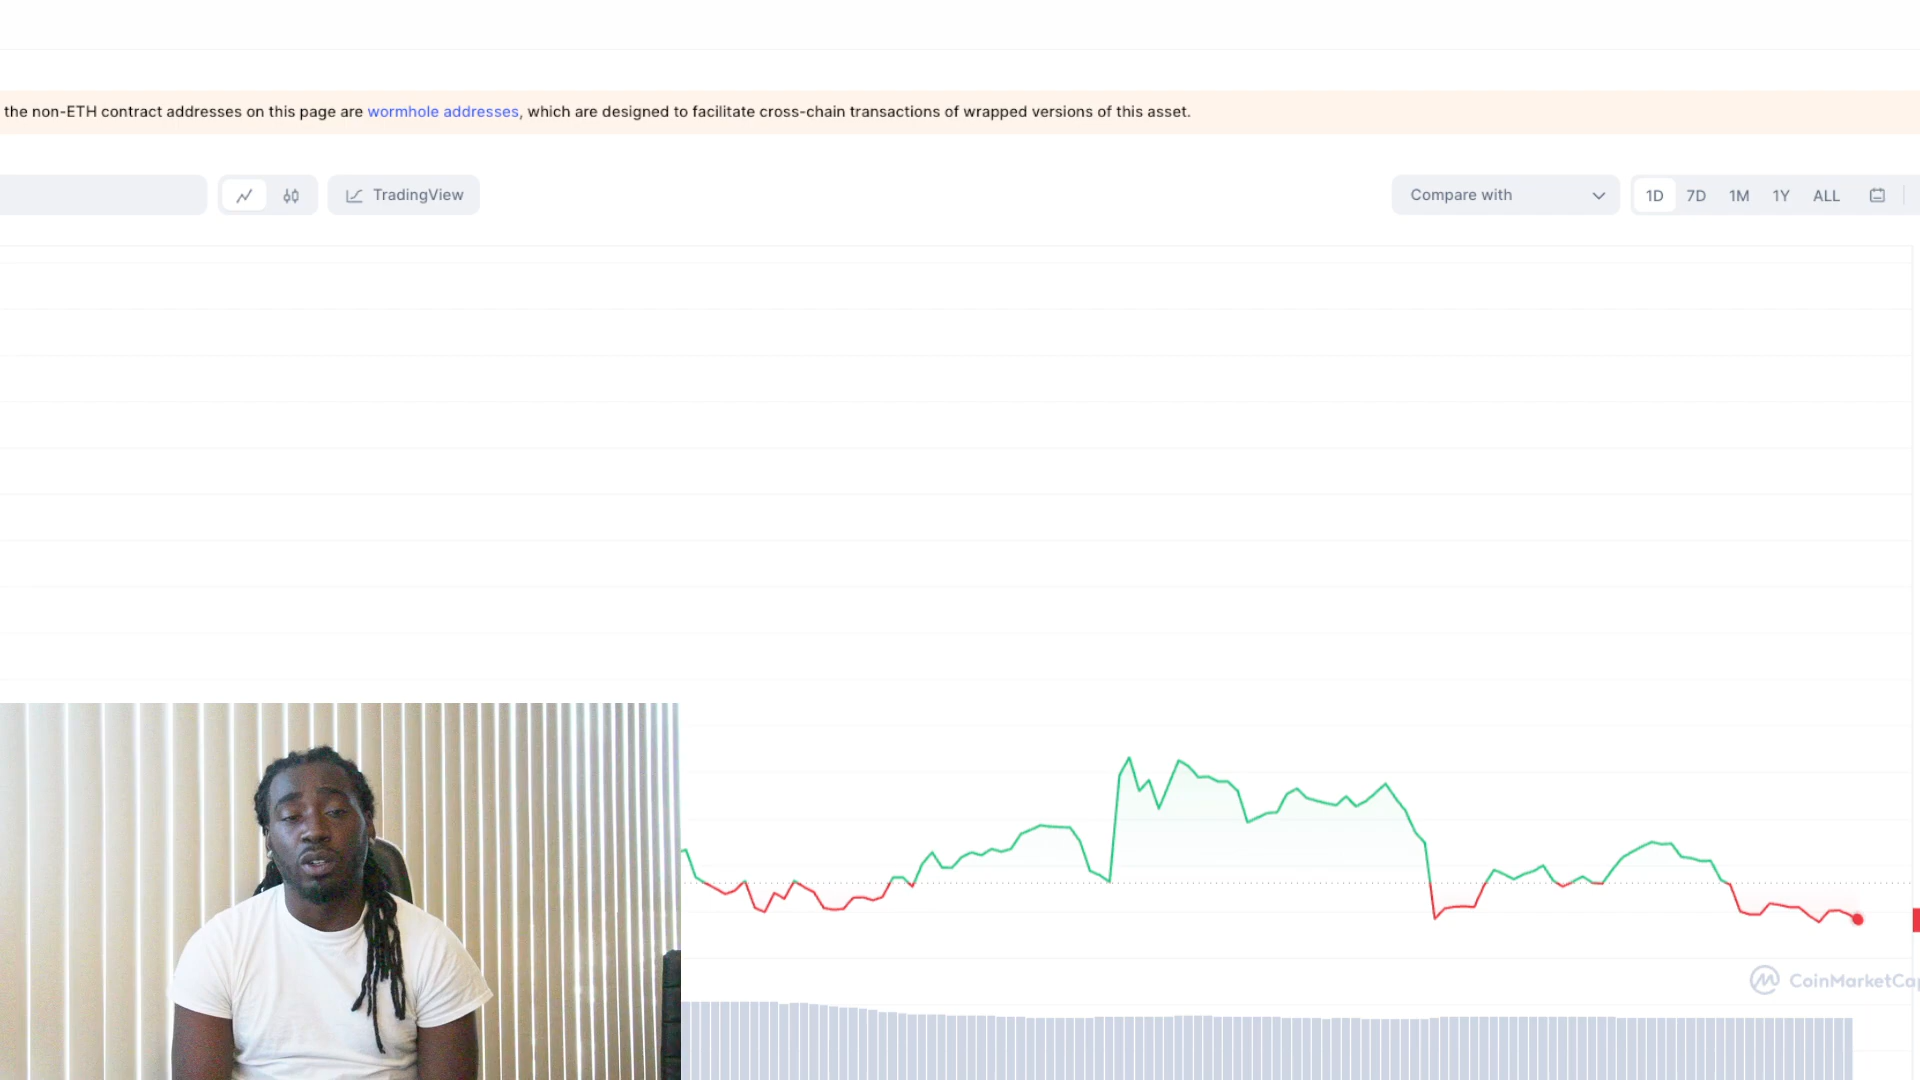 the non-ETH contract addresses on this page are wormhole addresses, which are designed to facilitate cross-chain transactions of wrapped versions of this asset.
TradingView
Compare with
1D 7D 1M 1Y ALL
CoinMarketCap